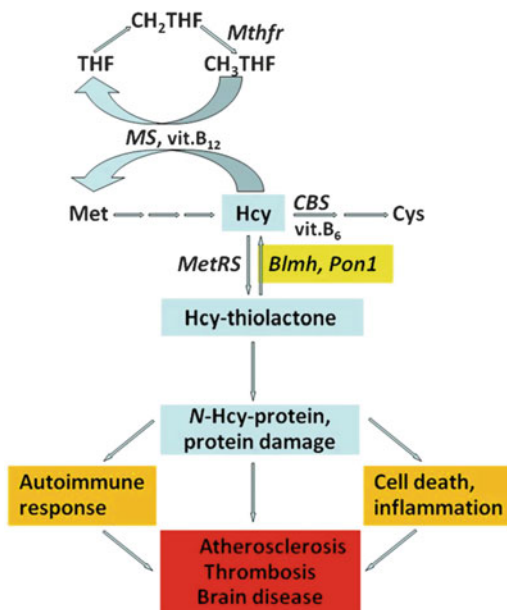 CH₂THF
Mthfr
THF
CH₃THF
MS, vit.B₁₂
Met
Hcy
CBS
Cys
vit.B₆
MetRS
Blmh, Pon1
Hcy-thiolactone
N-Hcy-protein,
protein damage
Autoimmune
response
Cell death,
inflammation
Atherosclerosis
Thrombosis
Brain disease